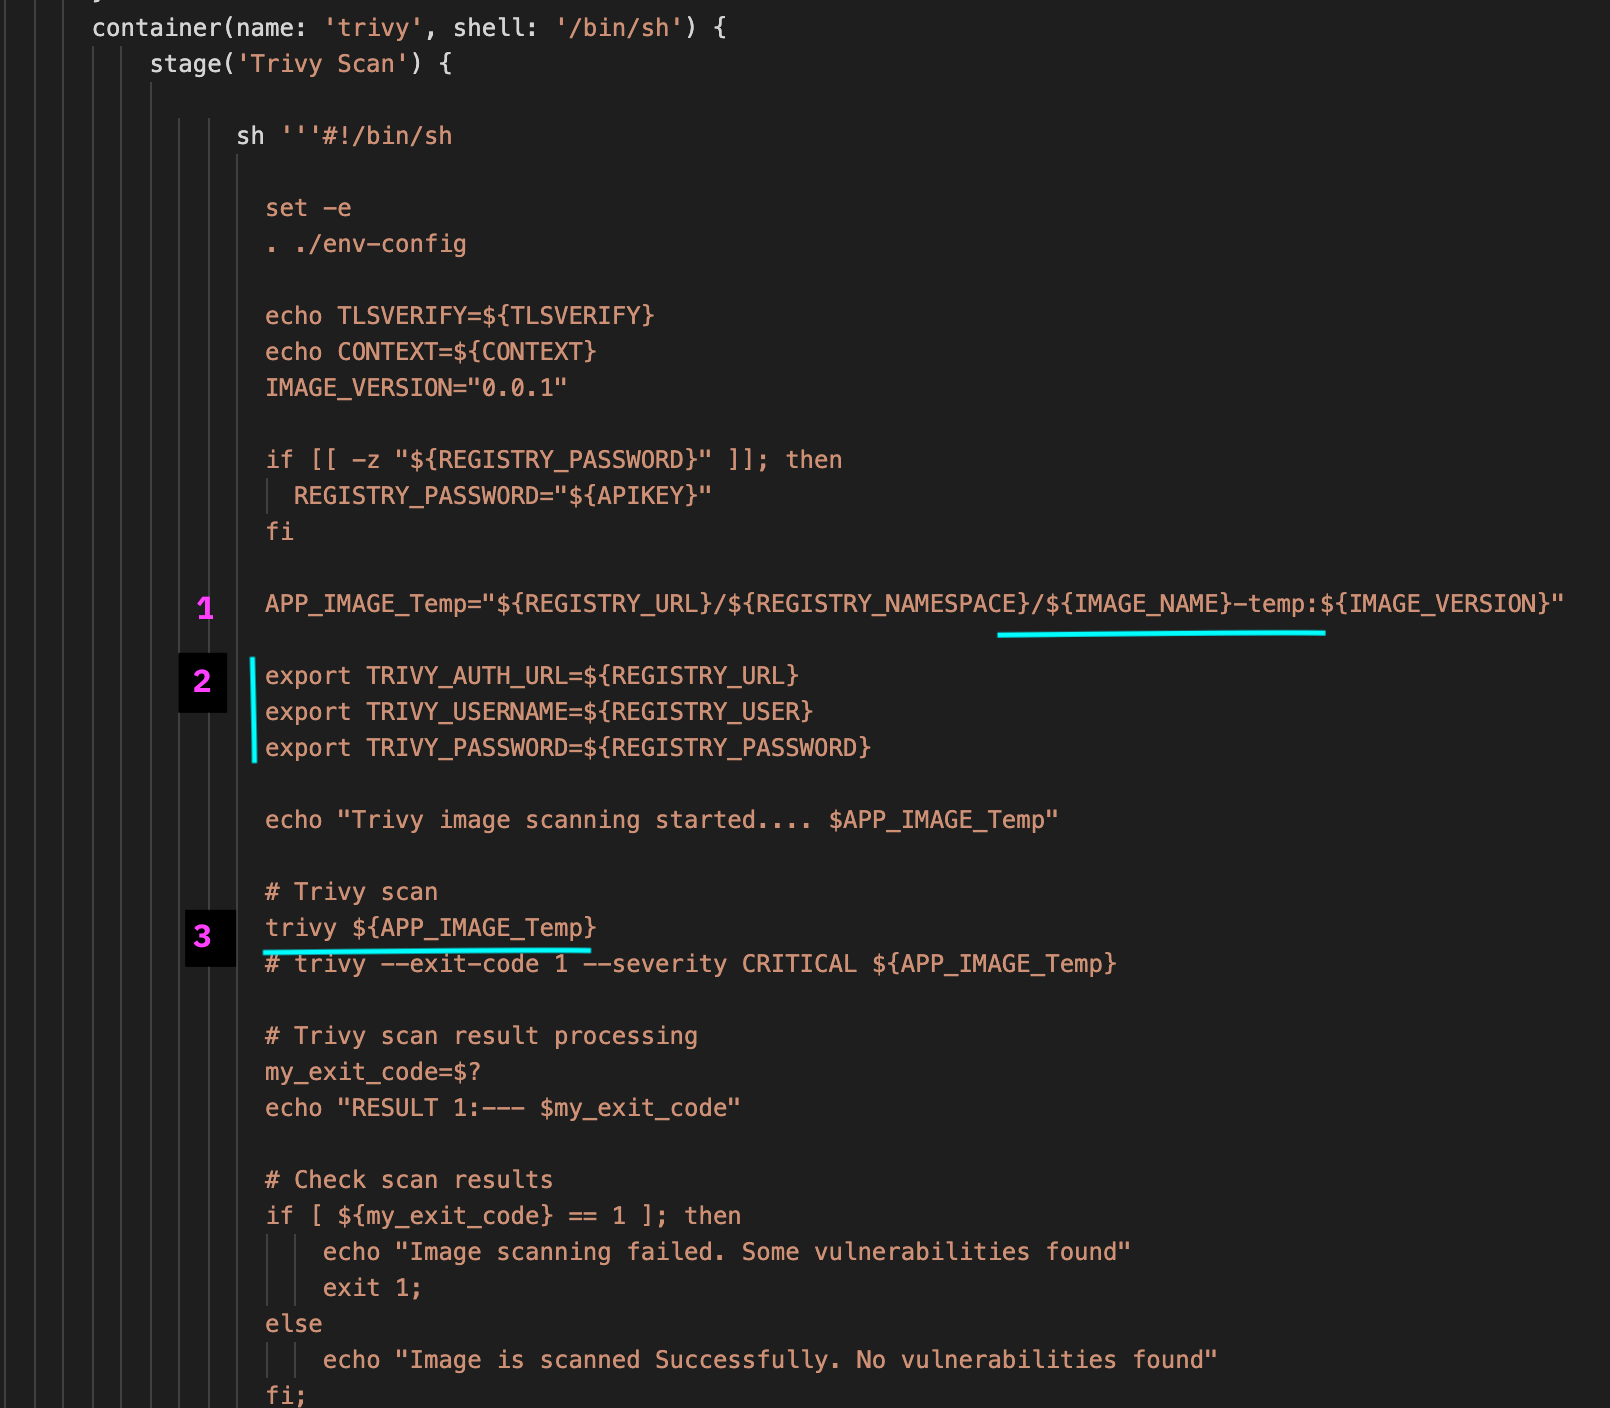 container(name: 'trivy', shell: '/bin/sh') {
stage('Trivy Scan') {
sh '''#!/bin/sh
set -e
. ./env-config
echo TLSVERIFY=${TLSVERIFY}
echo CONTEXT=${CONTEXT}
IMAGE_VERSION="0.0.1"
if [[ -z "${REGISTRY_PASSWORD}" ]]; then
REGISTRY_PASSWORD="${APIKEY}"
fi
1 APP_IMAGE_Temp="${REGISTRY_URL}/${REGISTRY_NAMESPACE}/${IMAGE_NAME}-temp:${IMAGE_VERSION}"
2 export TRIVY_AUTH_URL=${REGISTRY_URL}
export TRIVY_USERNAME=${REGISTRY_USER}
export TRIVY_PASSWORD=${REGISTRY_PASSWORD}
echo "Trivy image scanning started.... $APP_IMAGE_Temp"
# Trivy scan
3 trivy ${APP_IMAGE_Temp}
# trivy --exit-code 1 --severity CRITICAL ${APP_IMAGE_Temp}
# Trivy scan result processing
my_exit_code=$?
echo "RESULT 1:--- $my_exit_code"
# Check scan results
if [ ${my_exit_code} == 1 ]; then
echo "Image scanning failed. Some vulnerabilities found"
exit 1;
else
echo "Image is scanned Successfully. No vulnerabilities found"
fi;